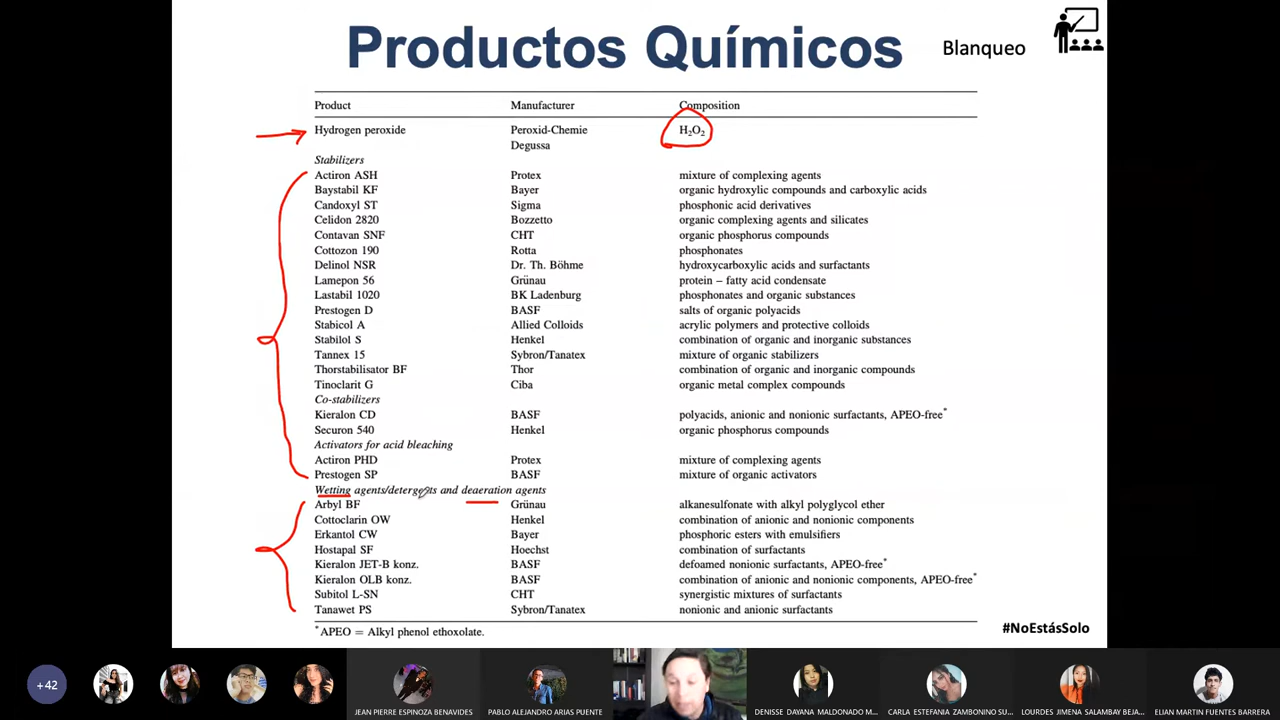 Productos Químicos
Blanqueo
Product Manufacturer Composition
Hydrogen peroxide Peroxid-Chemie H₂O₂
Degussa
Stabilizers
Actiron ASH Protex mixture of complexing agents
Baystabil KF Bayer organic hydroxylic compounds and carboxylic acids
Candoxyl ST Sigma phosphonic acid derivatives
Celidon 2820 Bozzetto organic complexing agents and silicates
Contavan SNF CHT organic phosphorus compounds
Cottozon 190 Rotta phosphonates
Delinol NSR Dr. Th. Böhme hydroxycarboxylic acids and surfactants
Lamepon 56 Grünau protein – fatty acid condensate
Lastabil 1020 BK Ladenburg phosphonates and organic substances
Prestogen D BASF salts of organic polyacids
Stabicol A Allied Colloids acrylic polymers and protective colloids
Stabilol S Henkel combination of organic and inorganic substances
Tannex 15 Sybron/Tanatex mixture of organic stabilizers
Thorstabilisator BF Thor combination of organic and inorganic compounds
Tinoclarit G Ciba organic metal complex compounds
Co-stabilizers
Kieralon CD BASF polyacids, anionic and nonionic surfactants, APEO-free*
Securon 540 Henkel organic phosphorus compounds
Activators for acid bleaching
Actiron PHD Protex mixture of complexing agents
Prestogen SP BASF mixture of organic activators
Wetting agents/detergents and deaeration agents
Arbyl BF Grünau alkanesulfonate with alkyl polyglycol ether
Cottoclarin OW Henkel combination of anionic and nonionic components
Erkantol CW Bayer phosphoric esters with emulsifiers
Hostapal SF Hoechst combination of surfactants
Kieralon JET-B konz. BASF defoamed nonionic surfactants, APEO-free*
Kieralon OLB konz. BASF combination of anionic and nonionic components, APEO-free*
Subitol L-SN CHT synergistic mixtures of surfactants
Tanawet PS Sybron/Tanatex nonionic and anionic surfactants
*APEO = Alkyl phenol ethoxolate.
#NoEstásSolo
+42
JEAN PIERRE ESPINOZA BENAVIDES
PABLO ALEJANDRO ARIAS PUENTE
DENISSE DAYANA MALDONADO M...
CARLA ESTEFANIA ZAMBONINO SU...
LOURDES JIMENA SALAMBAY BEJA...
ELIAN MARTIN FUENTES BARRERA